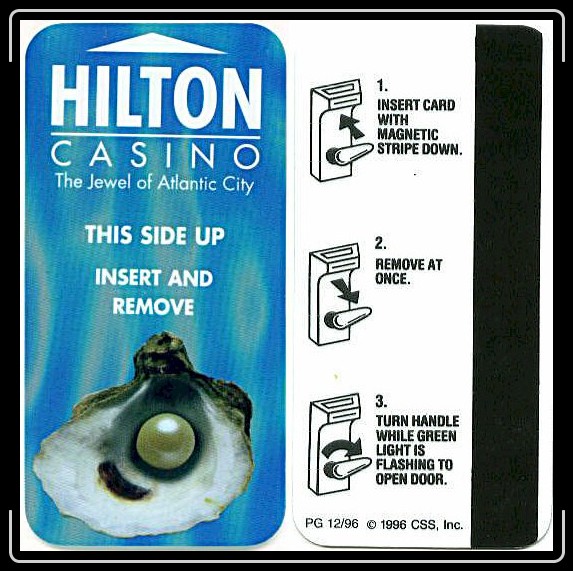 HILTON
CASINO
The Jewel of Atlantic City
THIS SIDE UP
INSERT AND
REMOVE
1.
INSERT CARD
WITH
MAGNETIC
STRIPE DOWN.
2.
REMOVE AT
ONCE.
3.
TURN HANDLE
WHILE GREEN
LIGHT IS
FLASHING TO
OPEN DOOR.
PG 12/96 © 1996 CSS, Inc.